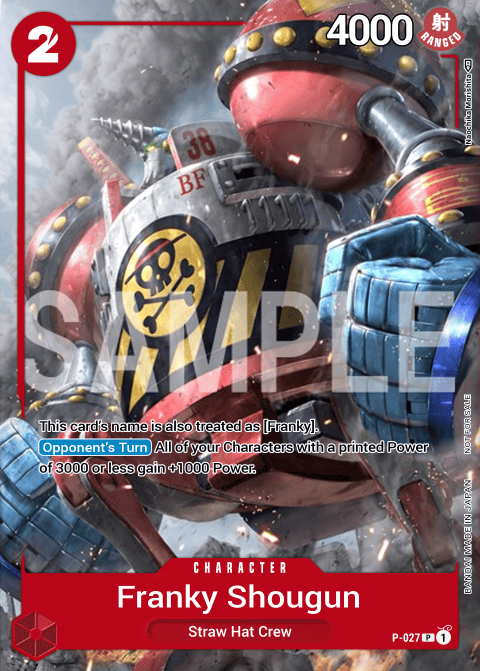 2
4000
射
RANGED
Naochika Morishita
38
BF
SAMPLE
This card's name is also treated as [Franky].
Opponent's Turn All of your Characters with a printed Power
of 3000 or less gain +1000 Power.
NOT FOR SALE
BANDAI MADE IN JAPAN
CHARACTER
Franky Shougun
Straw Hat Crew
P-027 P 1